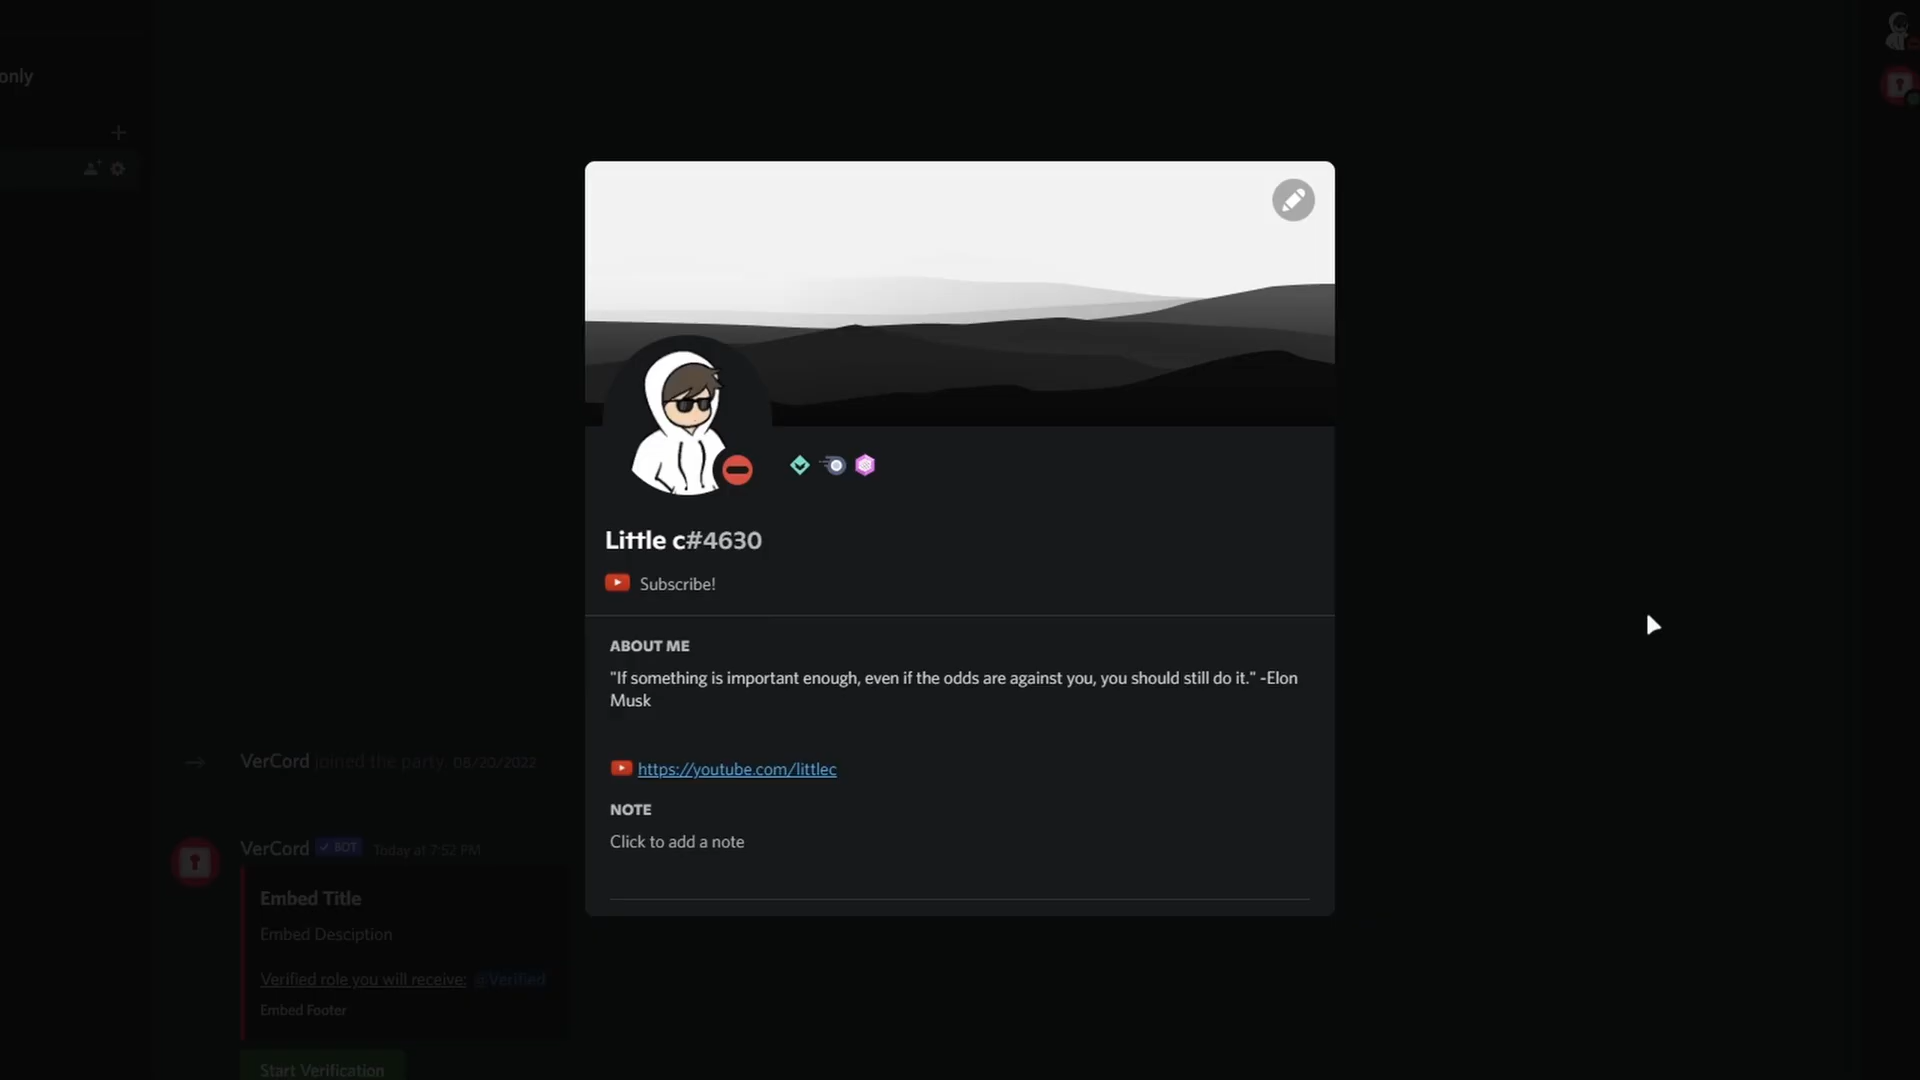 only
Little c#4630
Subscribe!
ABOUT ME
"If something is important enough, even if the odds are against you, you should still do it." -Elon
Musk
https://youtube.com/littlec
NOTE
Click to add a note
VerCord joined the party. 08/20/2022
VerCord BOT Today at 7:52 PM
Embed Title
Embed Desciption
Verified role you will receive: @Verified
Embed Footer
Start Verification